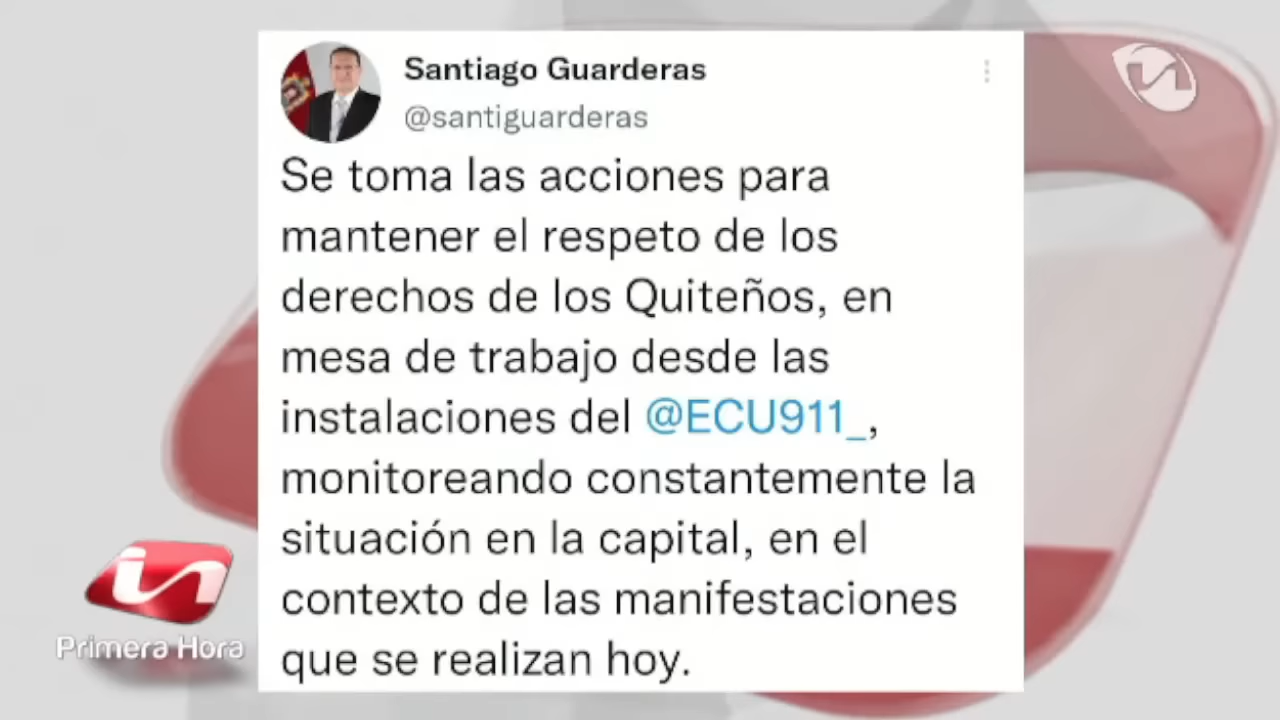 Santiago Guarderas
@santiguarderas
Se toma las acciones para
mantener el respeto de los
derechos de los Quiteños, en
mesa de trabajo desde las
instalaciones del @ECU911_,
monitoreando constantemente la
situación en la capital, en el
contexto de las manifestaciones
que se realizan hoy.
Primera Hora